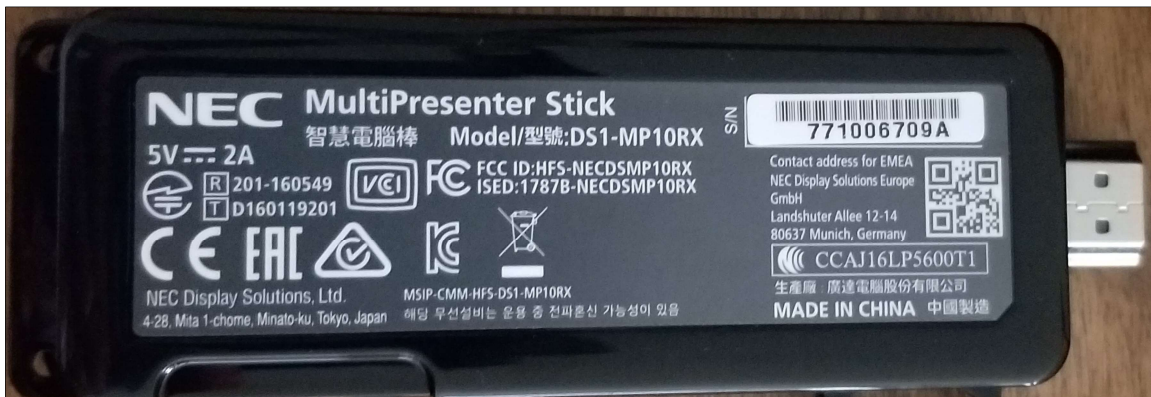 NEC MultiPresenter Stick
智慧電腦棒 Model/型號:DS1-MP10RX
5V ⎓ 2A
R 201-160549
T D160119201
VCCI
FC FCC ID:HFS-NECDSMP10RX
ISED:1787B-NECDSMP10RX
CE EAC
NEC Display Solutions, Ltd.
4-28, Mita 1-chome, Minato-ku, Tokyo, Japan
MSIP-CMM-HFS-DS1-MP10RX
해당 무선설비는 운용 중 전파혼신 가능성이 있음
S/N
771006709A
Contact address for EMEA
NEC Display Solutions Europe
GmbH
Landshuter Allee 12-14
80637 Munich, Germany
CCAJ16LP5600T1
生產廠：廣達電腦股份有限公司
MADE IN CHINA 中國製造